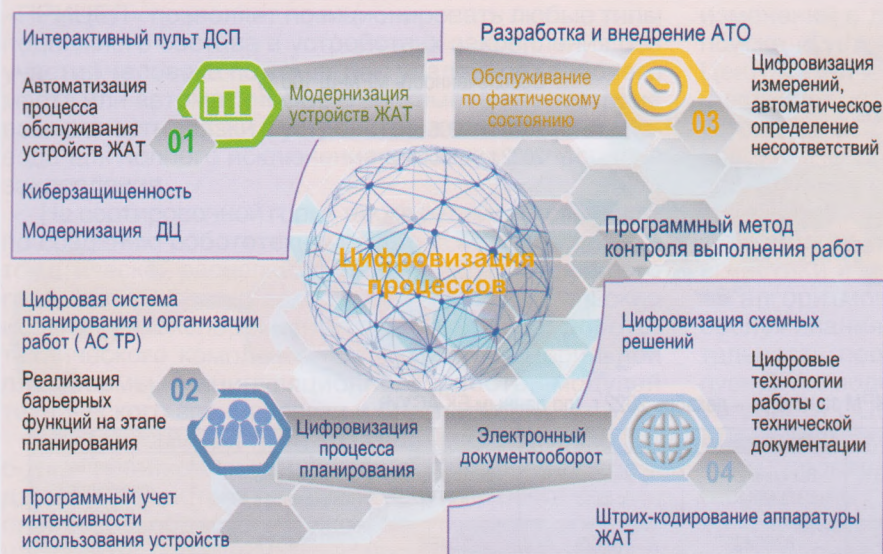 Интерактивный пульт ДСП
Автоматизация
процесса
обслуживания
устройств ЖАТ
01
Модернизация
устройств ЖАТ
Киберзащищенность
Модернизация ДЦ
Разработка и внедрение АТО
Обслуживание
по фактическому
состоянию
03
Цифровизация
измерений,
автоматическое
определение
несоответствий
Программный метод
контроля выполнения работ
Цифровизация
процессов
Цифровая система
планирования и организации
работ ( АС ТР)
Реализация
барьерных
функций на этапе
планирования
02
Цифровизация
процесса
планирования
Программный учет
интенсивности
использования устройств
Цифровизация схемных
решений
Электронный
документооборот
04
Цифровые
технологии
работы с
технической
документации
Штрих-кодирование аппаратуры
ЖАТ